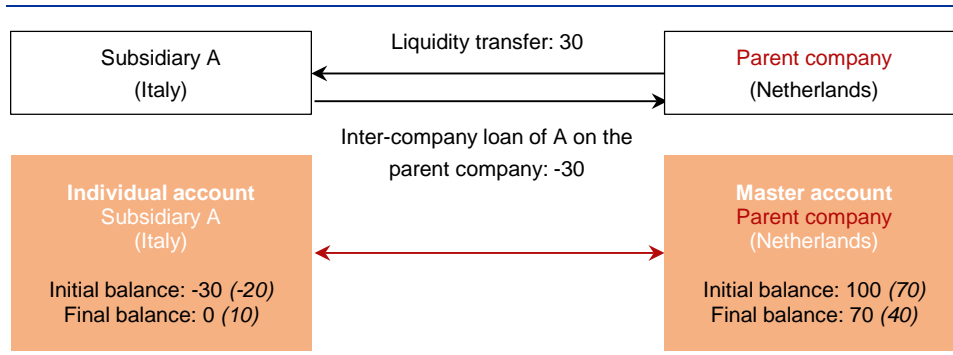 Liquidity transfer: 30
Subsidiary A
(Italy)
Parent company
(Netherlands)
Inter-company loan of A on the
parent company: -30
Individual account
Subsidiary A
(Italy)
Initial balance: -30 (-20)
Final balance: 0 (10)
Master account
Parent company
(Netherlands)
Initial balance: 100 (70)
Final balance: 70 (40)